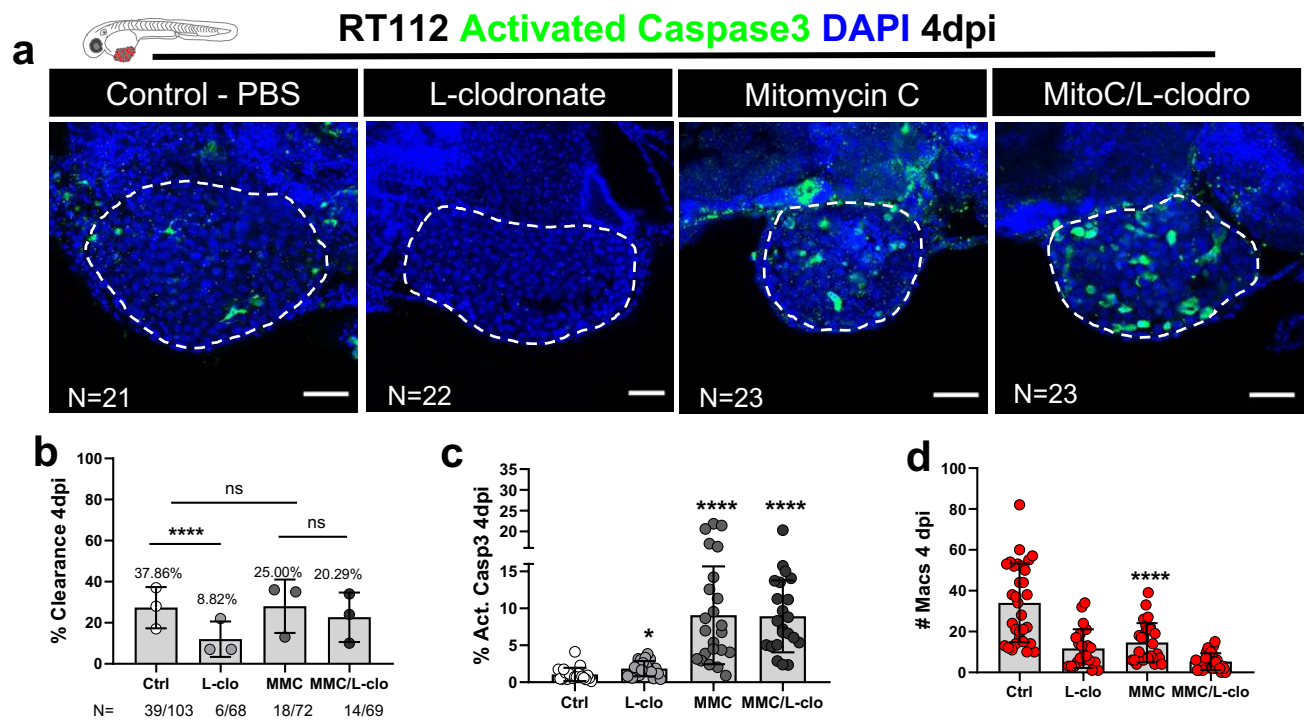 RT112 Activated Caspase3 DAPI 4dpi
a
Control - PBS
L-clodronate
Mitomycin C
MitoC/L-clodro
N=21
N=22
N=23
N=23
b
% Clearance 4dpi
100
80
60
40
20
0
ns
****
ns
37.86%
8.82%
25.00%
20.29%
Ctrl
L-clo
MMC
MMC/L-clo
N=
39/103
6/68
18/72
14/69
c
% Act. Casp3 4dpi
35
30
25
20
15
10
5
0
*
****
****
Ctrl
L-clo
MMC
MMC/L-clo
d
# Macs 4 dpi
100
80
60
40
20
0
****
Ctrl
L-clo
MMC
MMC/L-clo